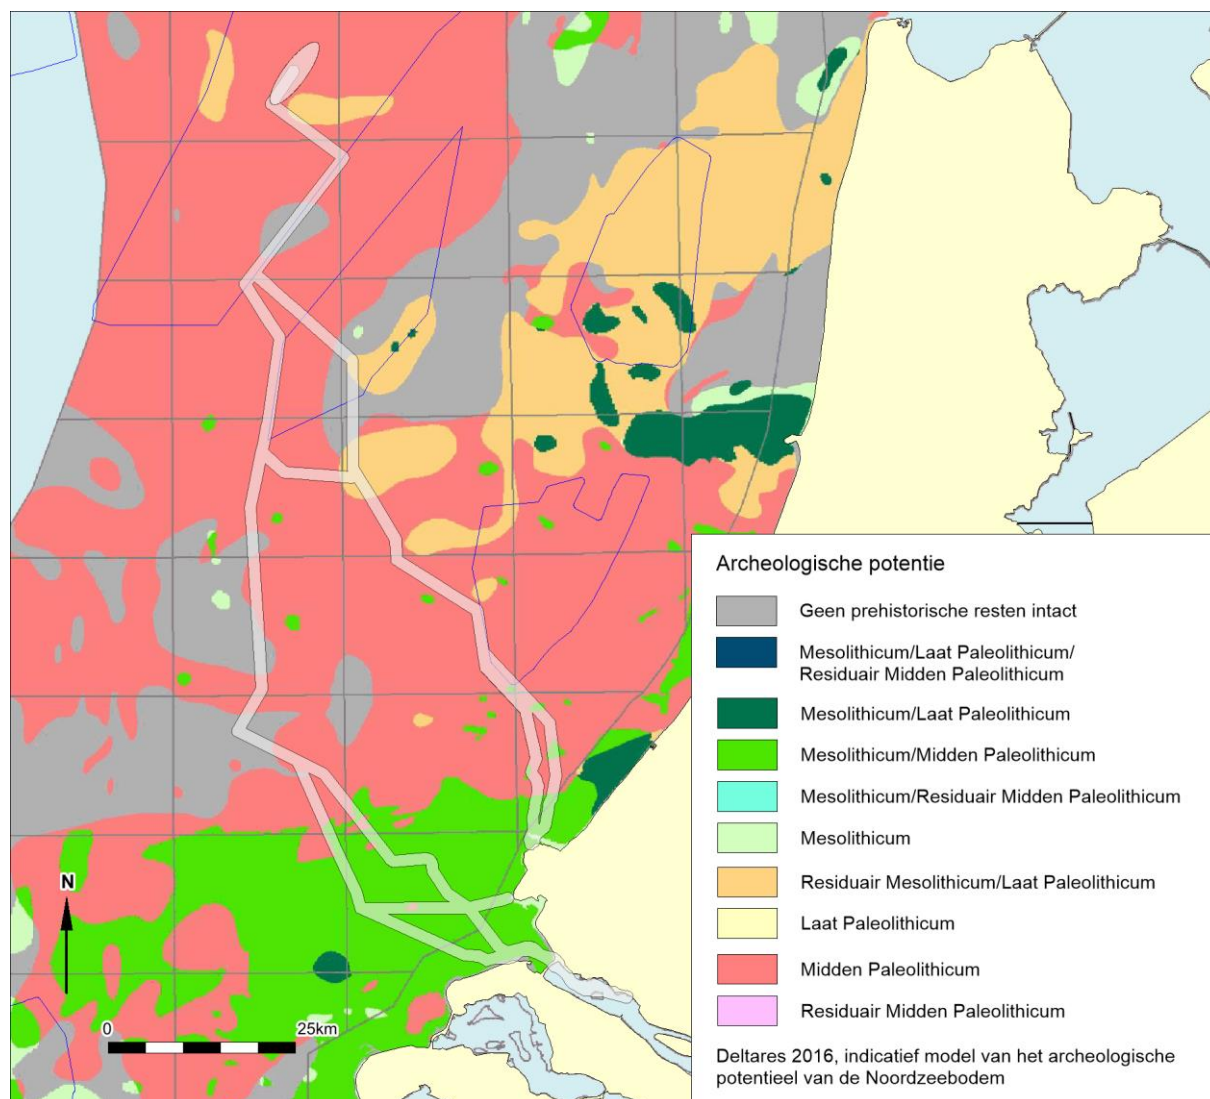 Archeologische potentie
Geen prehistorische resten intact
Mesolithicum/Laat Paleolithicum/
Residuair Midden Paleolithicum
Mesolithicum/Laat Paleolithicum
Mesolithicum/Midden Paleolithicum
Mesolithicum/Residuair Midden Paleolithicum
Mesolithicum
Residuair Mesolithicum/Laat Paleolithicum
Laat Paleolithicum
Midden Paleolithicum
Residuair Midden Paleolithicum
Deltares 2016, indicatief model van het archeologische
potentieel van de Noordzeebodem
N
0 25km